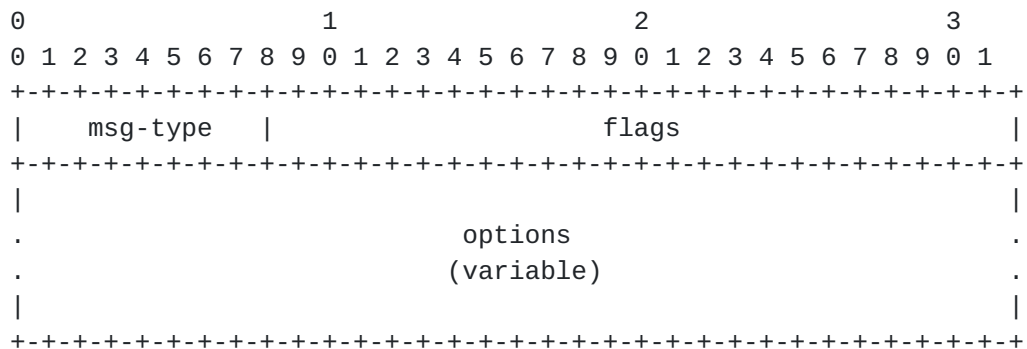 0                   1                   2                   3
0 1 2 3 4 5 6 7 8 9 0 1 2 3 4 5 6 7 8 9 0 1 2 3 4 5 6 7 8 9 0 1
+-+-+-+-+-+-+-+-+-+-+-+-+-+-+-+-+-+-+-+-+-+-+-+-+-+-+-+-+-+-+-+-+
|    msg-type   |                     flags                     |
+-+-+-+-+-+-+-+-+-+-+-+-+-+-+-+-+-+-+-+-+-+-+-+-+-+-+-+-+-+-+-+-+
|                                                               |
.                            options                            .
.                           (variable)                          .
|                                                               |
+-+-+-+-+-+-+-+-+-+-+-+-+-+-+-+-+-+-+-+-+-+-+-+-+-+-+-+-+-+-+-+-+